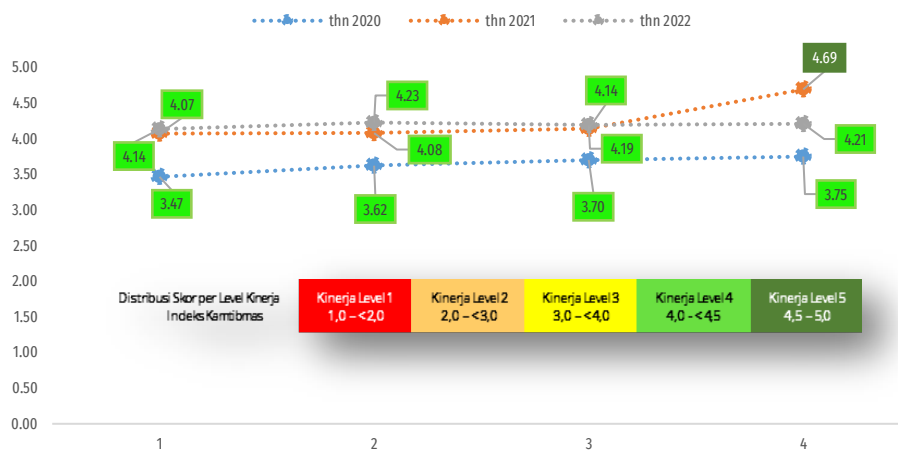 thn 2020 thn 2021 thn 2022
5.00
4.50
4.00
3.50
3.00
2.50
2.00
1.50
1.00
0.50
0.00
4.07
4.14
3.47
4.23
4.08
3.62
4.14
4.19
3.70
4.69
4.21
3.75
Distribusi Skor per Level Kinerja
Indeks Kamtibmas
Kinerja Level 1
1,0 – <2,0
Kinerja Level 2
2,0 – <3,0
Kinerja Level 3
3,0 – <4,0
Kinerja Level 4
4,0 - <4,5
Kinerja Level 5
4,5 – 5,0
1 2 3 4